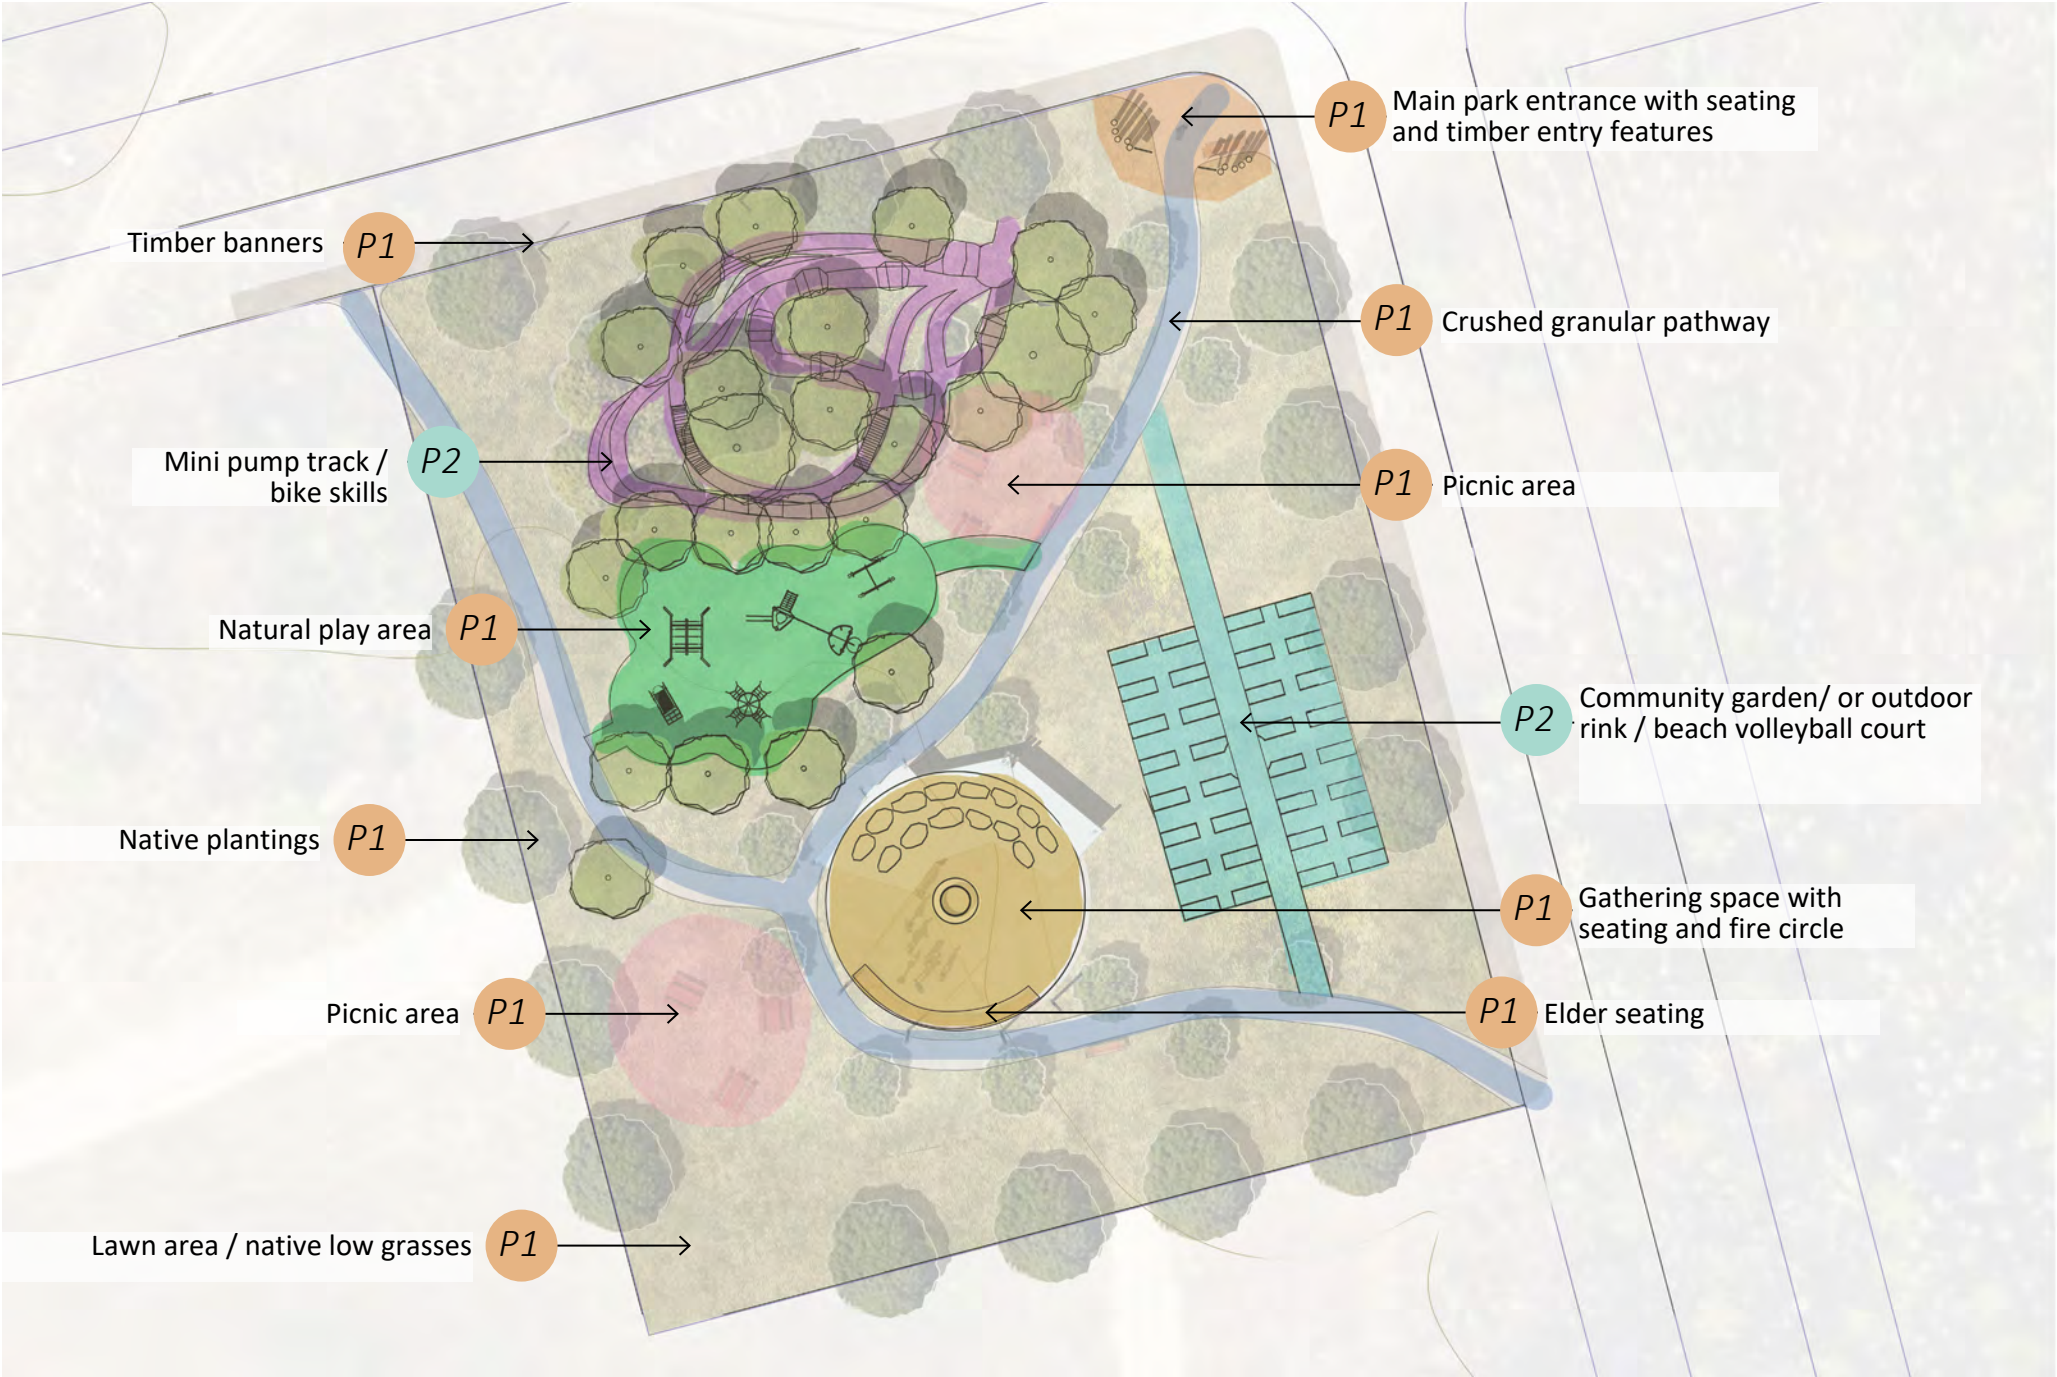 P1 Main park entrance with seating
and timber entry features
Timber banners P1
P1 Crushed granular pathway
Mini pump track / P2
bike skills
P1 Picnic area
Natural play area P1
P2 Community garden/ or outdoor
rink / beach volleyball court
Native plantings P1
P1 Gathering space with
seating and fire circle
Picnic area P1
P1 Elder seating
Lawn area / native low grasses P1